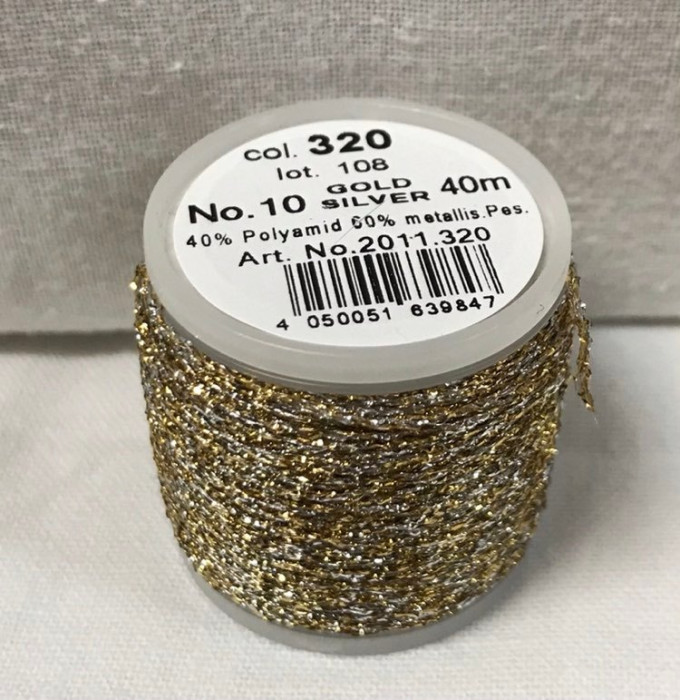 col. 320
lot. 108
No.10 GOLD SILVER 40m
40% Polyamid 60% metallis.Pes.
Art. No.2011.320
4 050051 639847